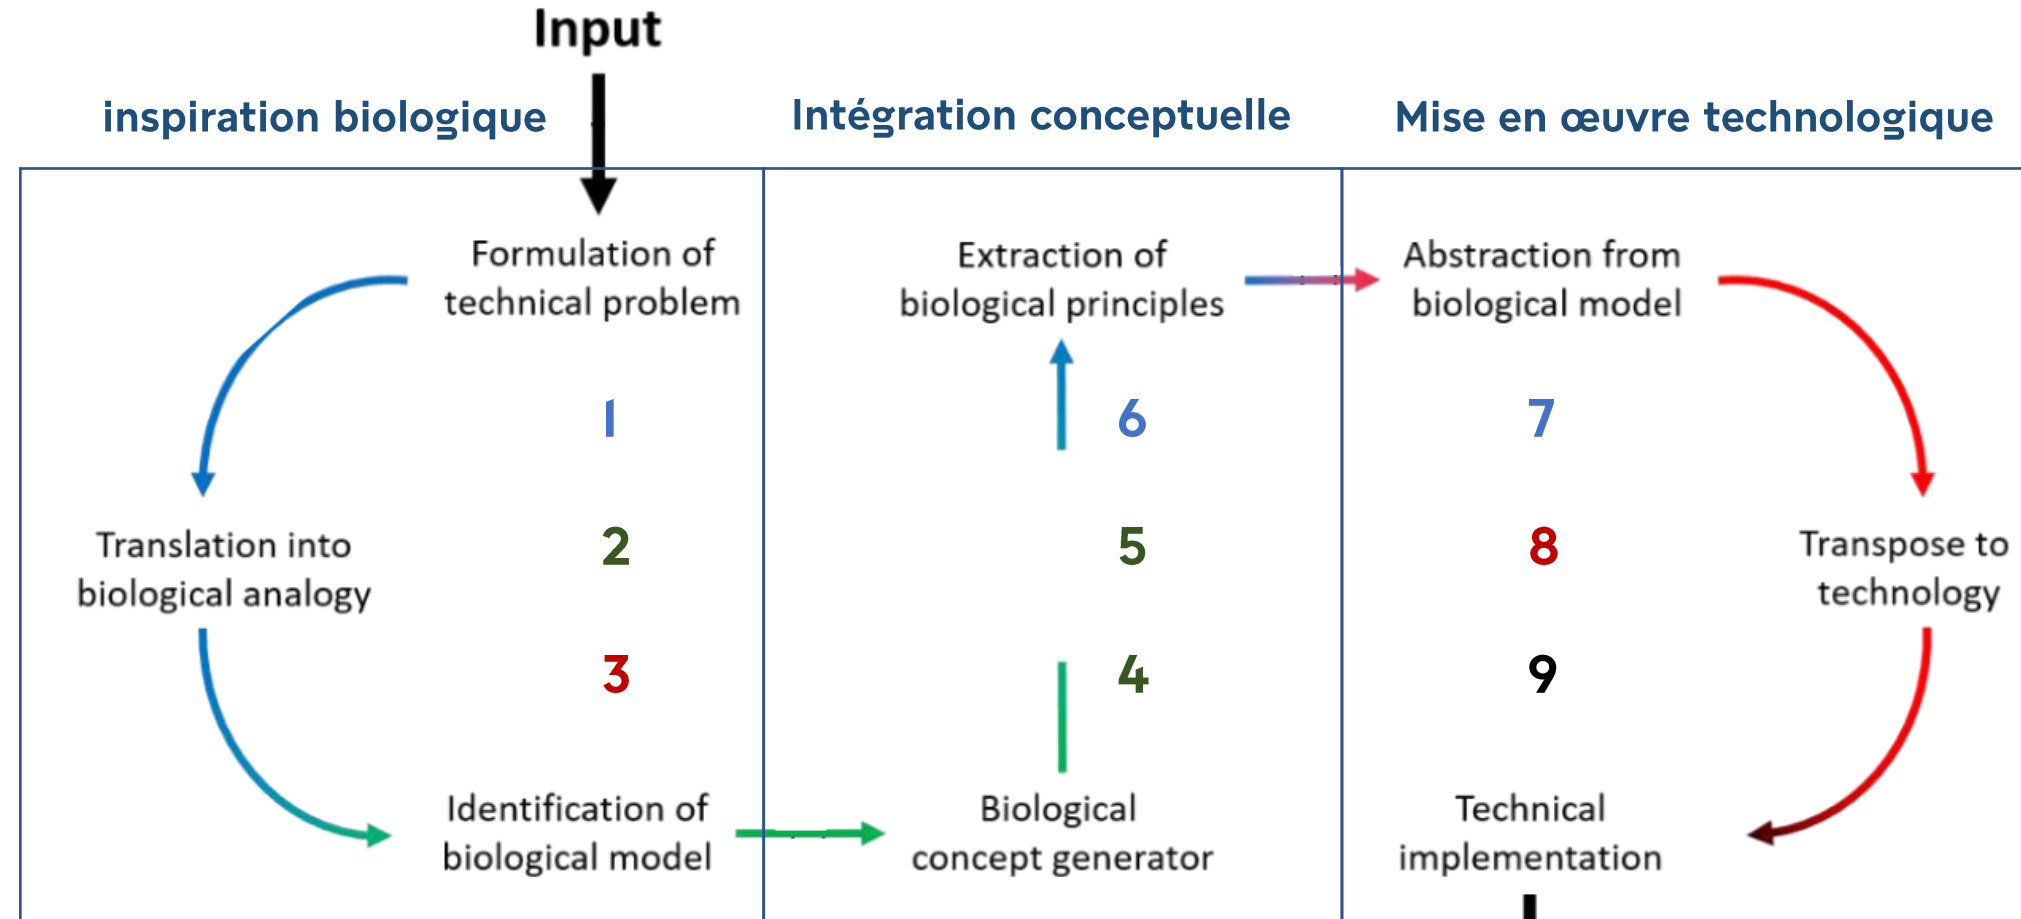 Input
inspiration biologique
Intégration conceptuelle
Mise en œuvre technologique
Formulation of
technical problem
1
Translation into
biological analogy
2
3
Identification of
biological model
Extraction of
biological principles
6
5
4
Biological
concept generator
Abstraction from
biological model
7
8
Transpose to
technology
9
Technical
implementation